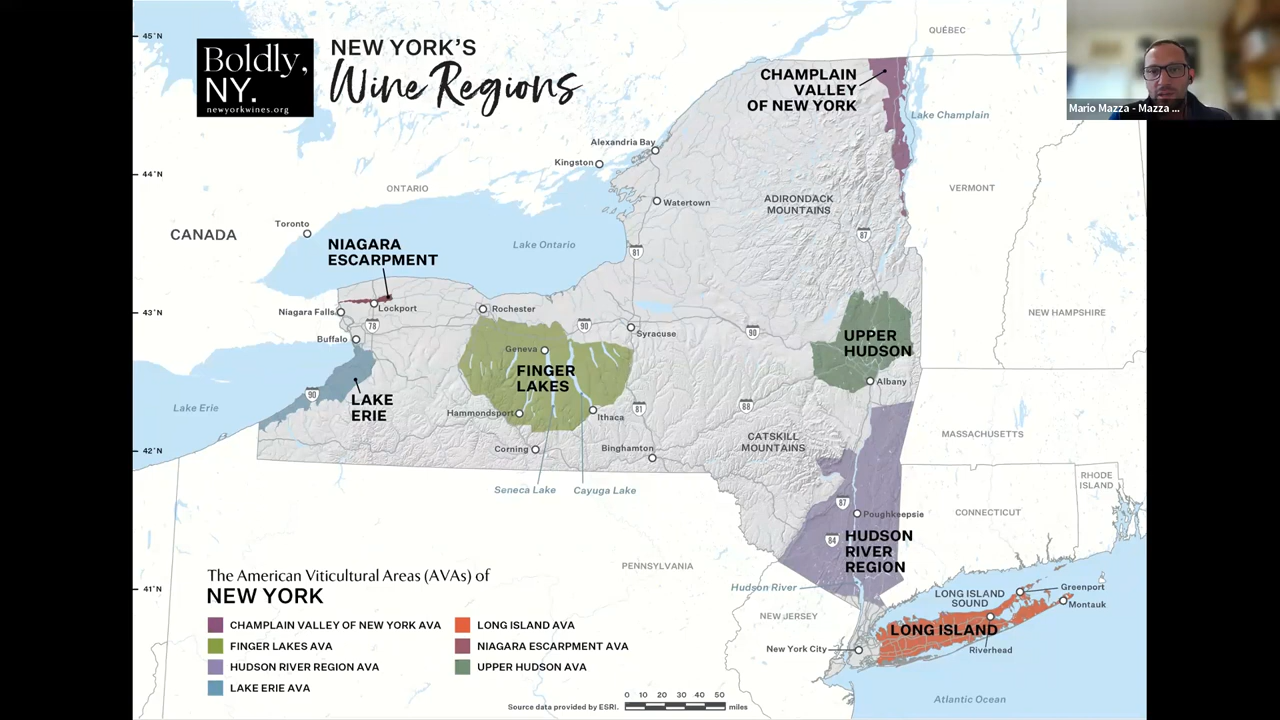 Boldly,
NY.
newyorkwines.org
NEW YORK'S
Wine Regions
45°N
44°N
43°N
42°N
41°N
QUÉBEC
CHAMPLAIN
VALLEY
OF NEW YORK
Lake Champlain
Mario Mazza - Mazza ...
Alexandria Bay
Kingston
ONTARIO
VERMONT
Watertown
ADIRONDACK
MOUNTAINS
Toronto
CANADA
87
NIAGARA
ESCARPMENT
Lake Ontario
81
Lockport
Rochester
Niagara Falls
NEW HAMPSHIRE
78
90
90
Syracuse
Buffalo
UPPER
HUDSON
Geneva
FINGER
LAKES
Albany
90
LAKE
ERIE
Lake Erie
Hammondsport
Ithaca
81
88
MASSACHUSETTS
CATSKILL
MOUNTAINS
Corning
Binghamton
RHODE
ISLAND
Seneca Lake
Cayuga Lake
87
Poughkeepsie
CONNECTICUT
84
HUDSON
RIVER
REGION
PENNSYLVANIA
Hudson River
Greenport
LONG ISLAND
SOUND
Montauk
NEW JERSEY
LONG ISLAND
Riverhead
New York City
Atlantic Ocean
The American Viticultural Areas (AVAs) of
NEW YORK
CHAMPLAIN VALLEY OF NEW YORK AVA
FINGER LAKES AVA
HUDSON RIVER REGION AVA
LAKE ERIE AVA
LONG ISLAND AVA
NIAGARA ESCARPMENT AVA
UPPER HUDSON AVA
0 10 20 30 40 50
Source data provided by ESRI.
miles